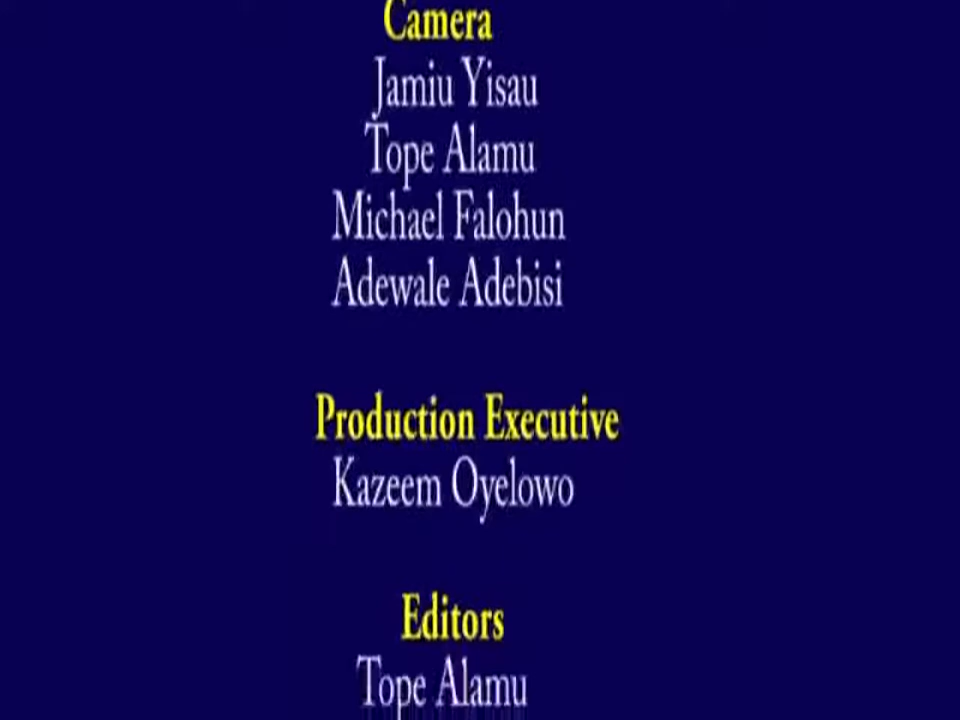 Camera
Jamiu Yisau
Tope Alamu
Michael Falohun
Adewale Adebisi
Production Executive
Kazeem Oyelowo
Editors
Tope Alamu